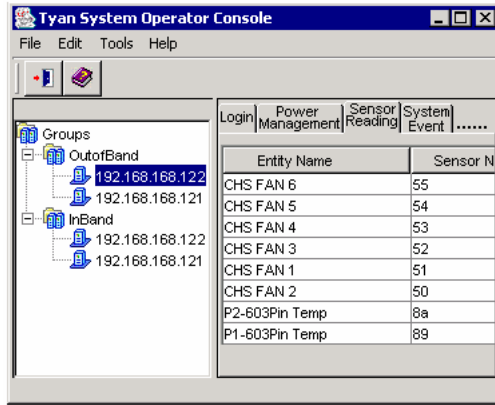 Tyan System Operator Console
File Edit Tools Help
Groups
OutofBand
192.168.168.122
192.168.168.121
InBand
192.168.168.122
192.168.168.121
Login Power Management Sensor Reading System Event ......
Entity Name Sensor N
CHS FAN 6 55
CHS FAN 5 54
CHS FAN 4 53
CHS FAN 3 52
CHS FAN 1 51
CHS FAN 2 50
P2-603Pin Temp 8a
P1-603Pin Temp 89